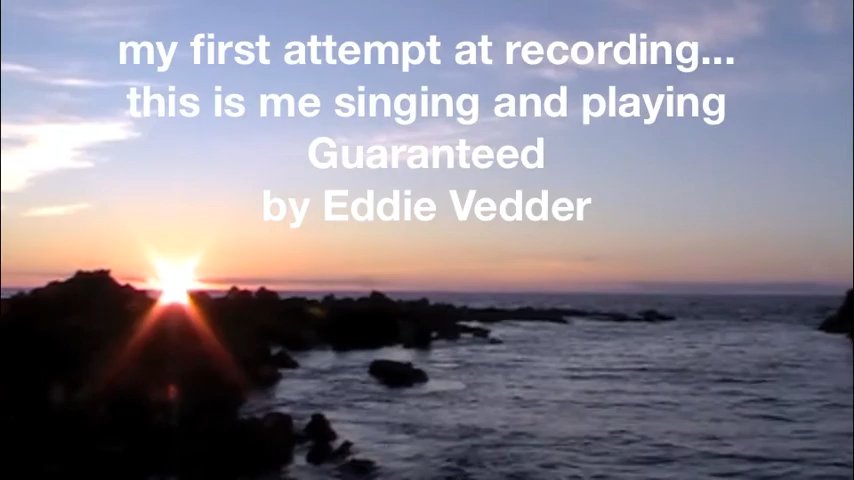 my first attempt at recording...
this is me singing and playing
Guaranteed
by Eddie Vedder